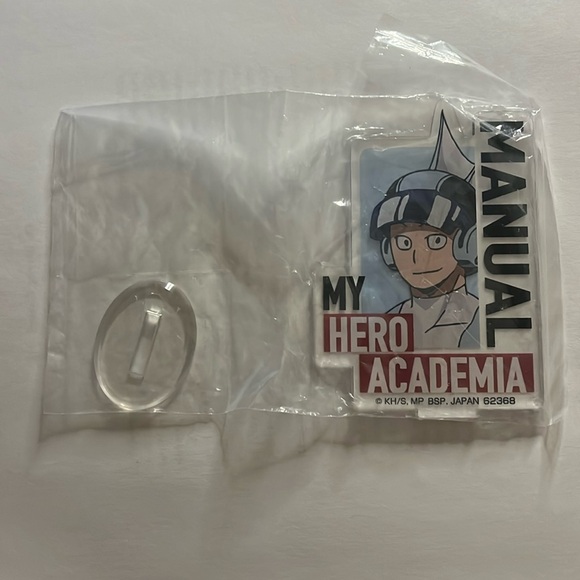 MANUAL
MY
HERO
ACADEMIA
© KH/S, MP BSP. JAPAN 62368